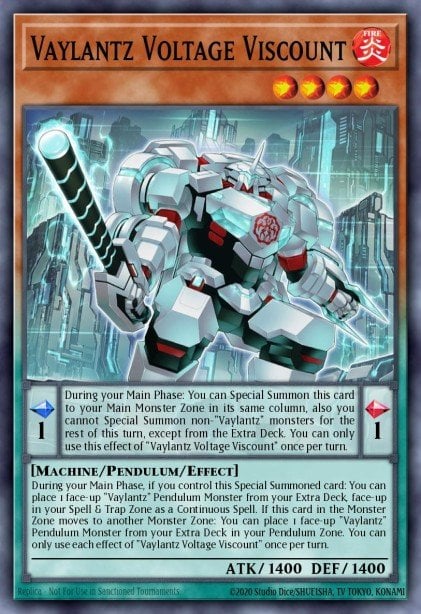 Vaylantz Voltage Viscount
FIRE
炎
During your Main Phase: You can Special Summon this card
to your Main Monster Zone in its same column, also you
cannot Special Summon non-"Vaylantz" monsters for
the rest of this turn, except from the Extra Deck. You can only
use this effect of "Vaylantz Voltage Viscount" once per turn.
1
1
[Machine/Pendulum/Effect]
During your Main Phase, if you control this Special Summoned card: You can
place 1 face-up "Vaylantz" Pendulum Monster from your Extra Deck, face-up
in your Spell & Trap Zone as a Continuous Spell. If this card in the Monster
Zone moves to another Monster Zone: You can place 1 face-up "Vaylantz"
Pendulum Monster from your Extra Deck in your Pendulum Zone. You can
only use each effect of "Vaylantz Voltage Viscount" once per turn.
ATK/ 1400 DEF/ 1400
Replica - Not For Use in Sanctioned Tournaments
©2020 Studio Dice/SHUEISHA, TV TOKYO, KONAMI